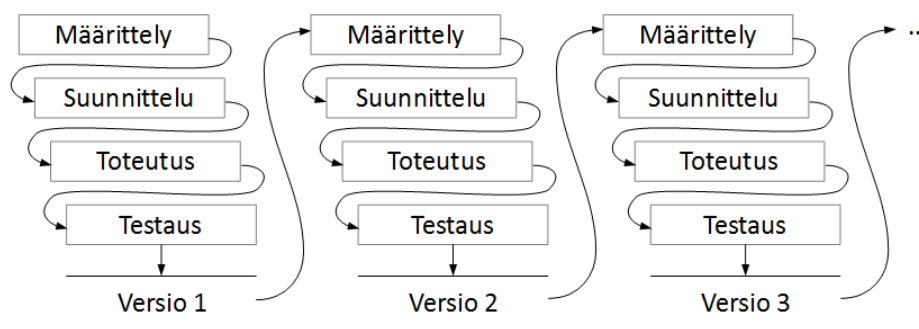 Määrittely
Suunnittelu
Toteutus
Testaus
Versio 1
Määrittely
Suunnittelu
Toteutus
Testaus
Versio 2
Määrittely
Suunnittelu
Toteutus
Testaus
Versio 3
...